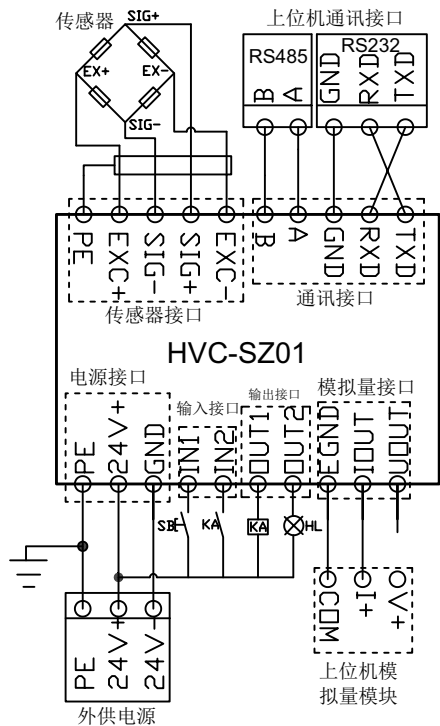 传感器
上位机通讯接口
SIG+
EX+
EX-
SIG-
RS485
RS232
B
A
GND
RXD
TXD
PE
EXC+
SIG-
SIG+
EXC-
B
A
GND
RXD
TXD
传感器接口
通讯接口
HVC-SZ01
电源接口
输入接口
输出接口
模拟量接口
PE
24V+
GND
IN1
IN2
OUT1
OUT2
EGND
IOUT
UOUT
SB
KA
KA
HL
PE
24V+
24V-
COM
I+
V+
外供电源
上位机模
拟量模块